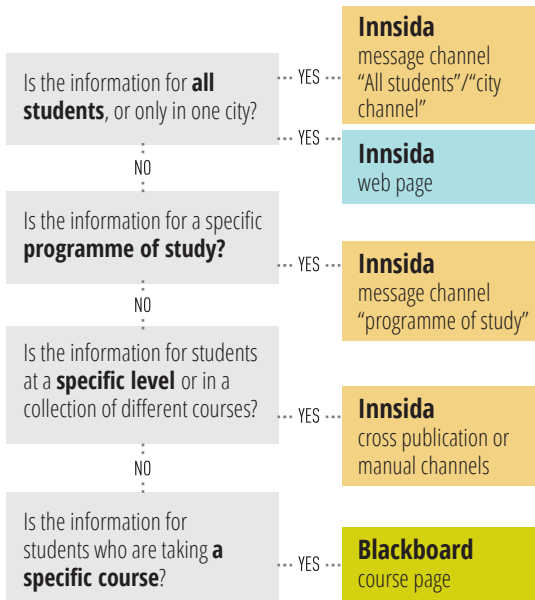 Is the information for all
students, or only in one city?
YES
Innsida
message channel
“All students”/“city
channel”
YES
Innsida
web page
NO
Is the information for a specific
programme of study?
YES
Innsida
message channel
“programme of study”
NO
Is the information for students
at a specific level or in a
collection of different courses?
YES
Innsida
cross publication or
manual channels
NO
Is the information for
students who are taking a
specific course?
YES
Blackboard
course page